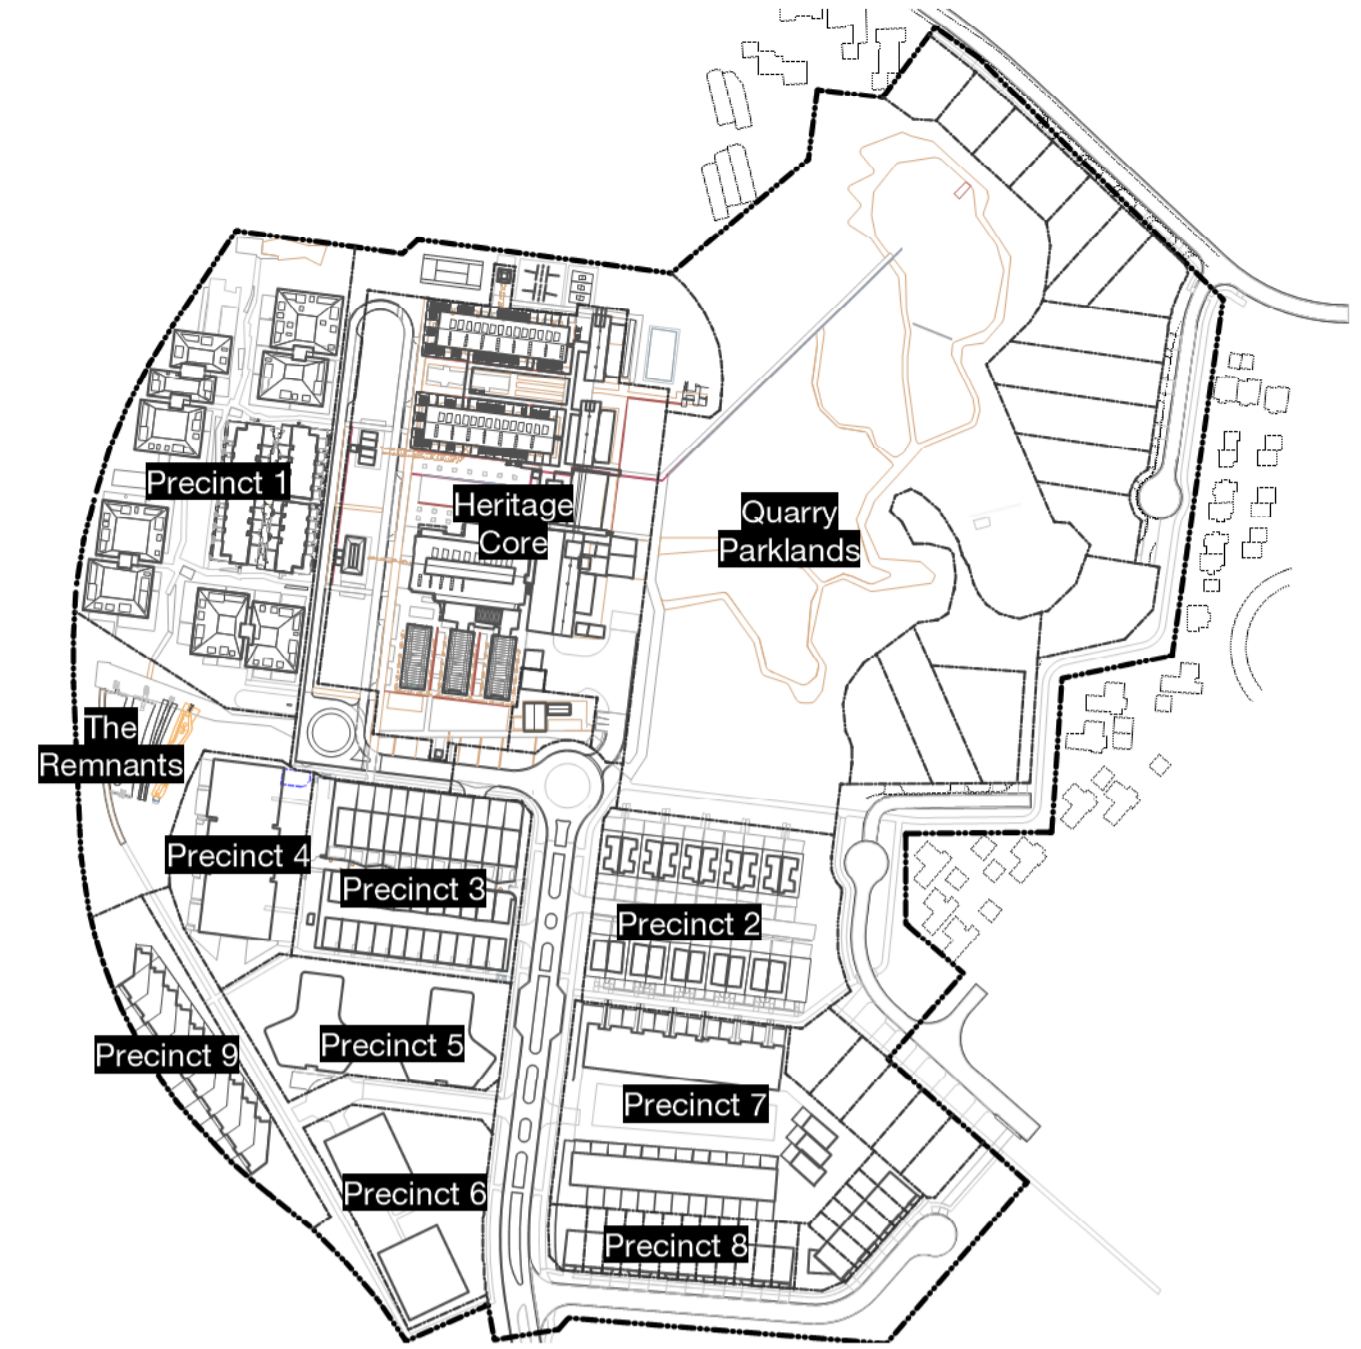 Precinct 1
Heritage
Core
Quarry
Parklands
The
Remnants
Precinct 4
Precinct 3
Precinct 2
Precinct 5
Precinct 9
Precinct 7
Precinct 6
Precinct 8